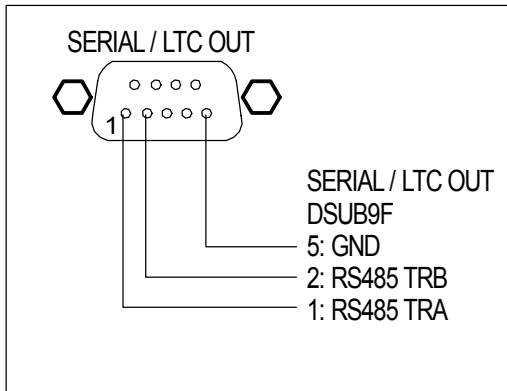 SERIAL / LTC OUT
1
SERIAL / LTC OUT
DSUB9F
5: GND
2: RS485 TRB
1: RS485 TRA